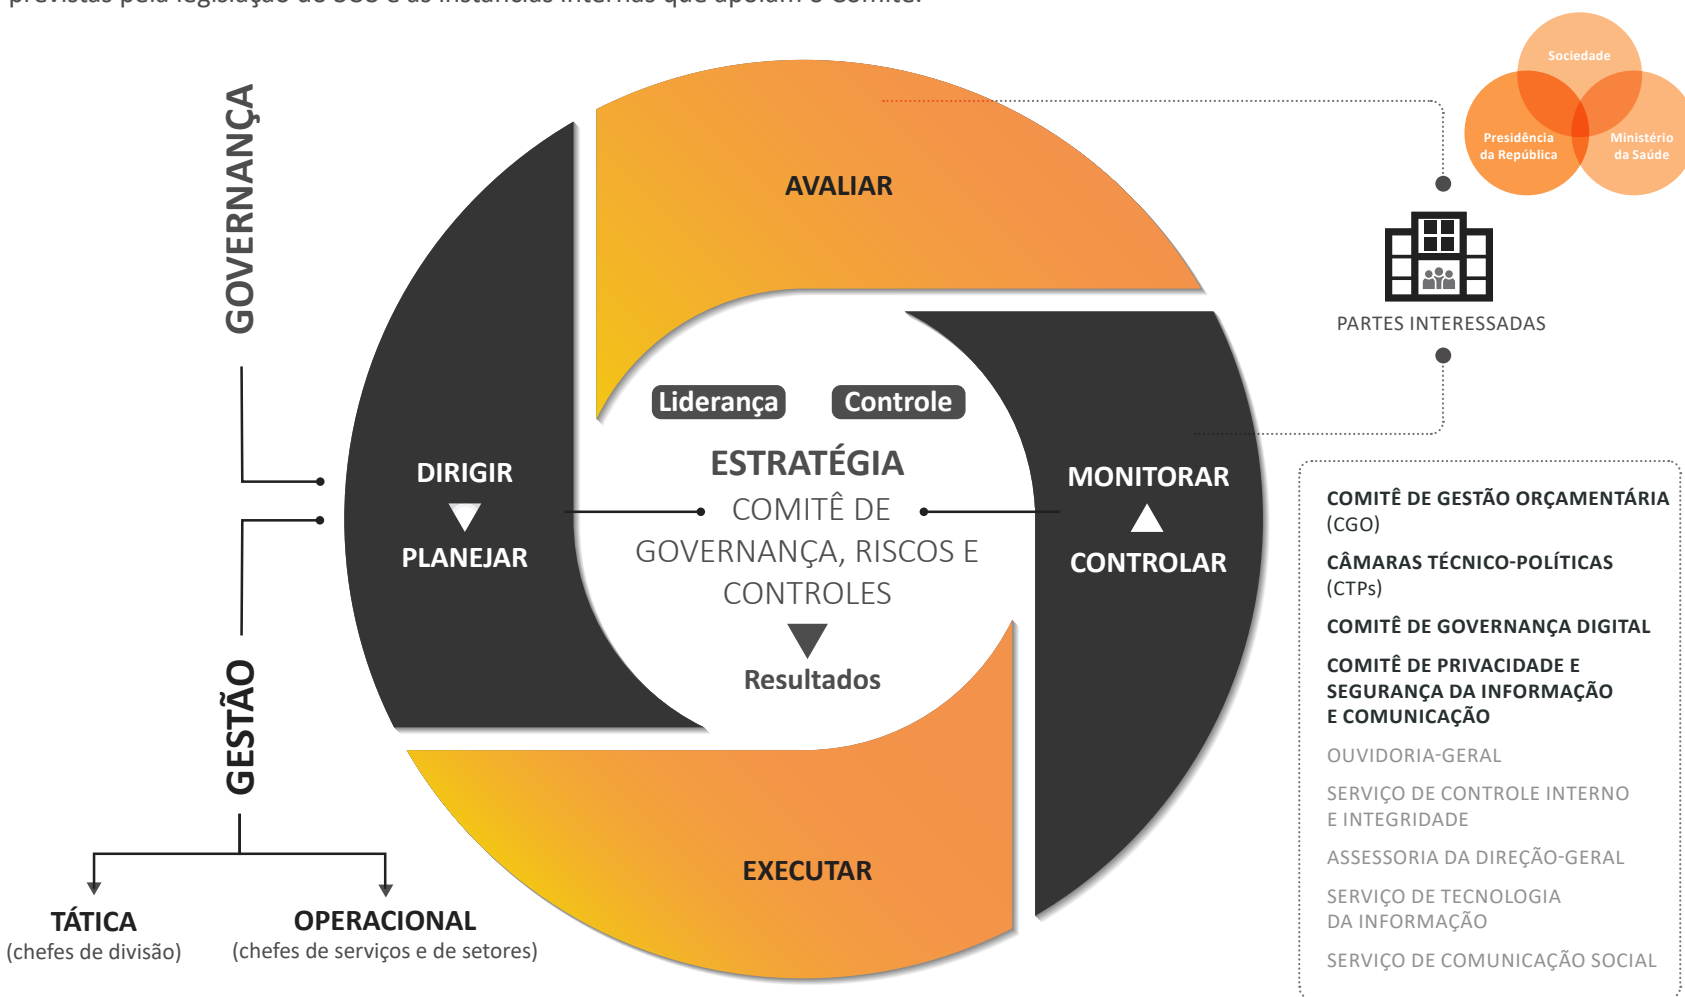 GOVERNANÇA
AVALIAR
Sociedade
Presidência
da República
Ministério
da Saúde
PARTES INTERESSADAS
Liderança
Controle
ESTRATÉGIA
COMITÊ DE
GOVERNANÇA, RISCOS E
CONTROLES
Resultados
DIRIGIR
PLANEJAR
MONITORAR
CONTROLAR
EXECUTAR
GESTÃO
TÁTICA
(chefes de divisão)
OPERACIONAL
(chefes de serviços e de setores)
COMITÊ DE GESTÃO ORÇAMENTÁRIA
(CGO)
CÂMARAS TÉCNICO-POLÍTICAS
(CTPs)
COMITÊ DE GOVERNANÇA DIGITAL
COMITÊ DE PRIVACIDADE E
SEGURANÇA DA INFORMAÇÃO
E COMUNICAÇÃO
OUVIDORIA-GERAL
SERVIÇO DE CONTROLE INTERNO
E INTEGRIDADE
ASSESSORIA DA DIREÇÃO-GERAL
SERVIÇO DE TECNOLOGIA
DA INFORMAÇÃO
SERVIÇO DE COMUNICAÇÃO SOCIAL